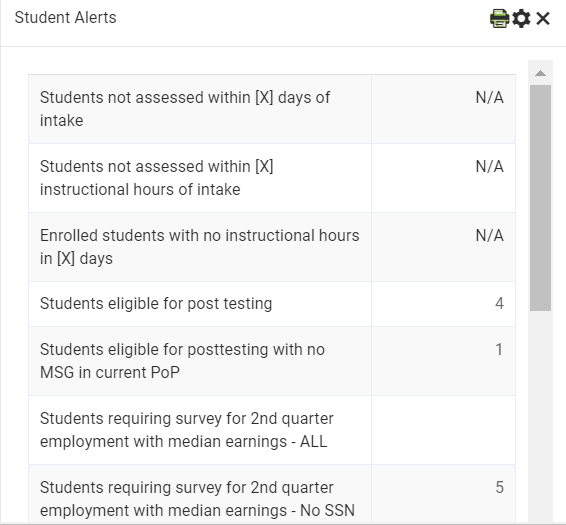 Student Alerts
Students not assessed within [X] days of
intake
N/A
Students not assessed within [X]
instructional hours of intake
N/A
Enrolled students with no instructional hours
in [X] days
N/A
Students eligible for post testing
4
Students eligible for posttesting with no
MSG in current PoP
1
Students requiring survey for 2nd quarter
employment with median earnings - ALL
Students requiring survey for 2nd quarter
employment with median earnings - No SSN
5